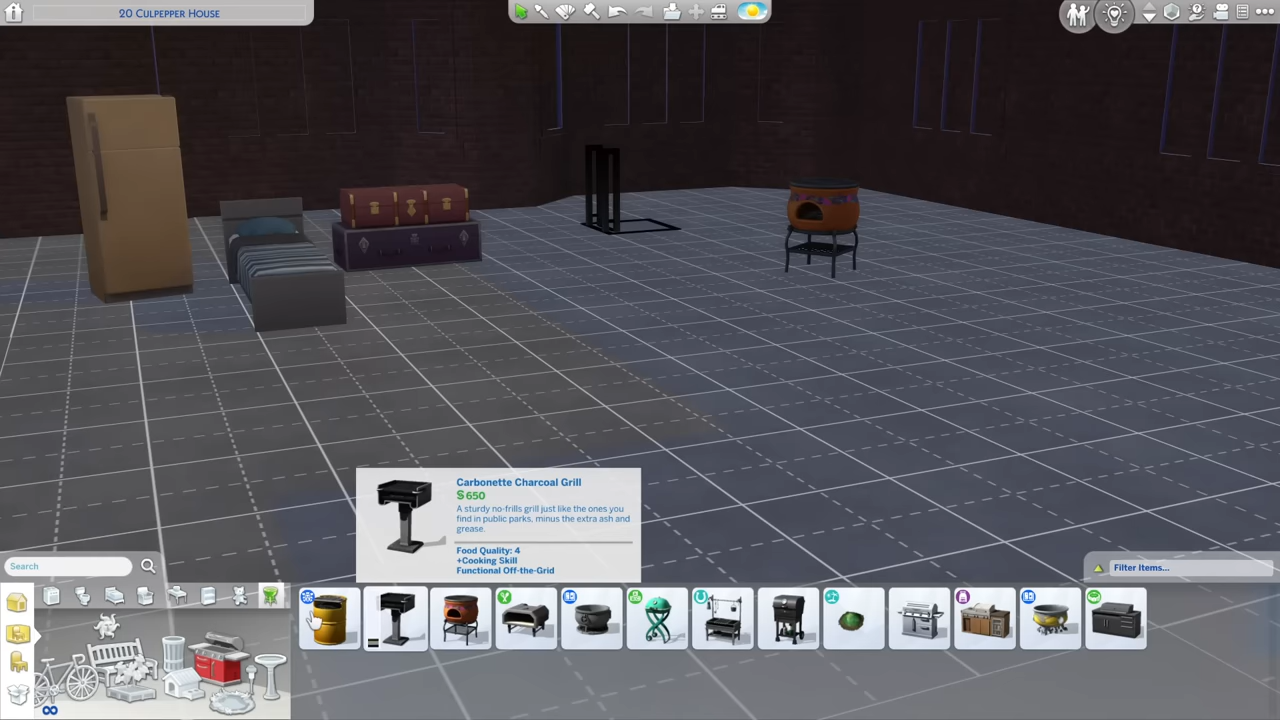 20 Culpepper House
Carbonette Charcoal Grill
§650
A sturdy no-frills grill just like the ones you
find in public parks, minus the extra ash and
grease.
Food Quality: 4
+Cooking Skill
Functional Off-the-Grid
Search
Filter Items...